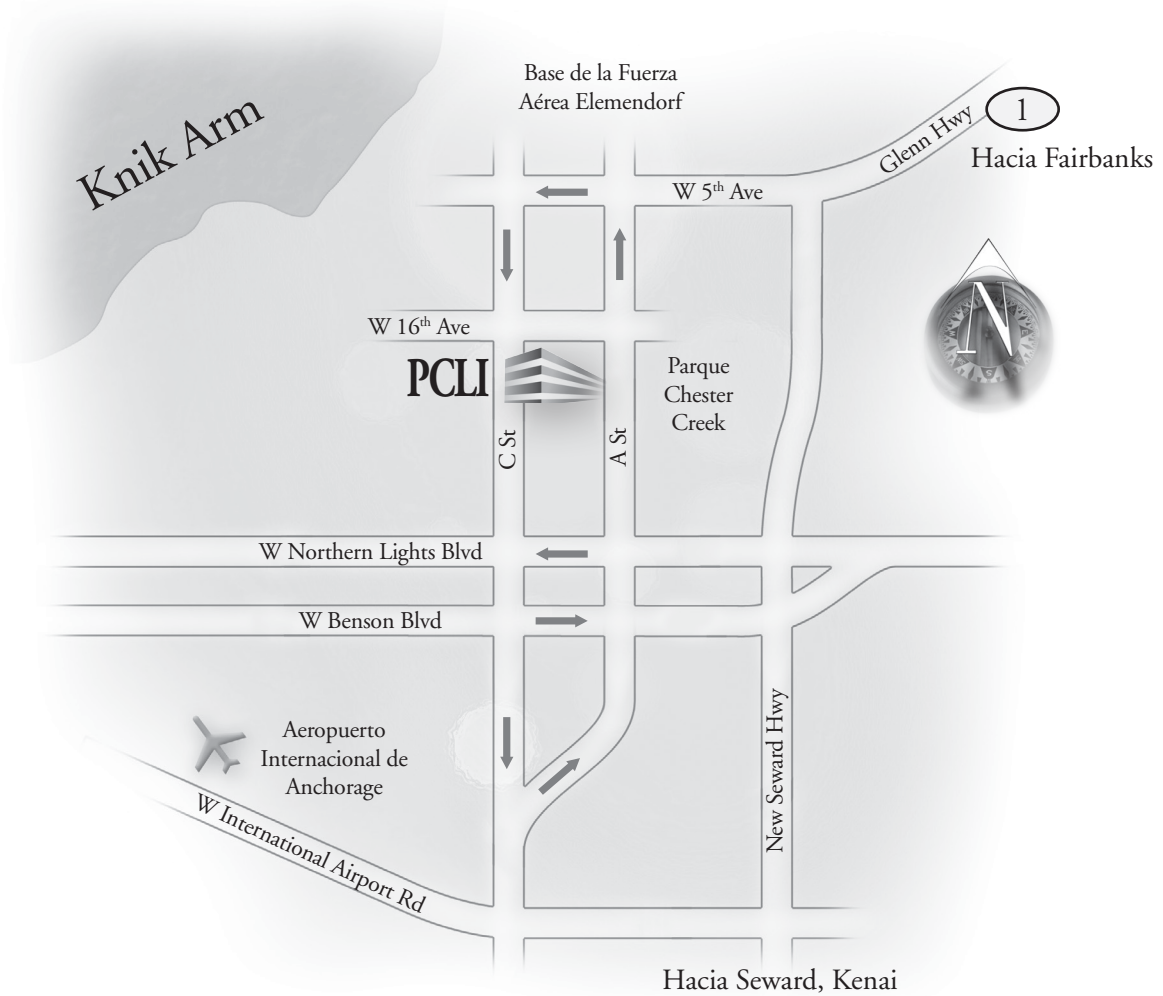 Base de la Fuerza
Aérea Elemendorf
Knik Arm
1
Glenn Hwy
Hacia Fairbanks
W 5th Ave
N
W 16th Ave
PCLI
Parque
Chester
Creek
C St
A St
W Northern Lights Blvd
W Benson Blvd
New Seward Hwy
Aeropuerto
Internacional de
Anchorage
W International Airport Rd
Hacia Seward, Kenai